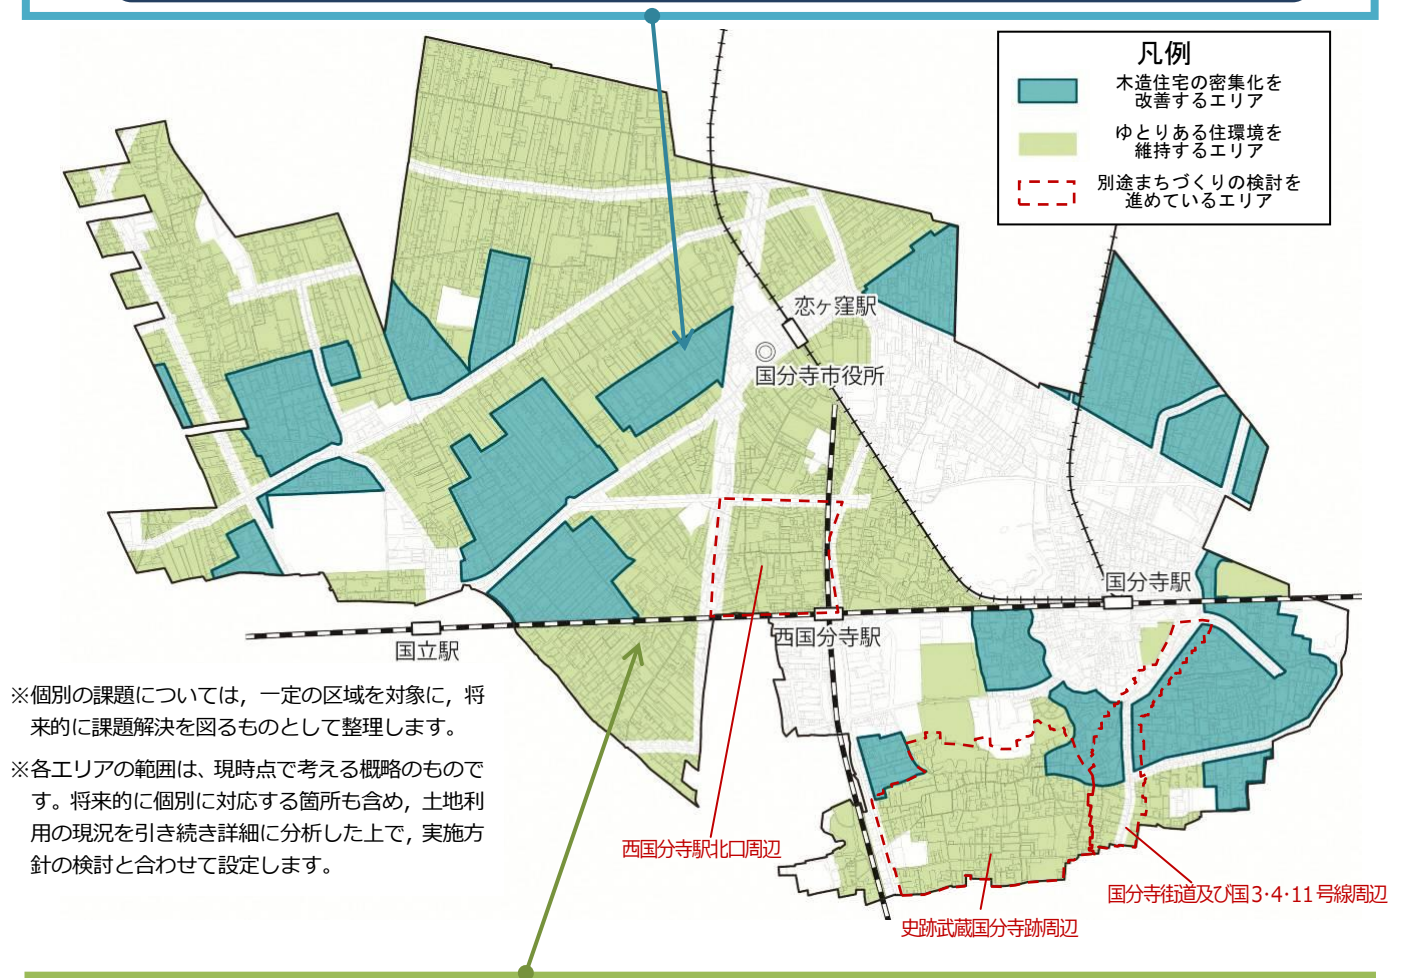 凡例
木造住宅の密集化を
改善するエリア
ゆとりある住環境を
維持するエリア
別途まちづくりの検討を
進めているエリア
恋ヶ窪駅
国分寺市役所
国分寺駅
西国分寺駅
国立駅
※個別の課題については，一定の区域を対象に，将
来的に課題解決を図るものとして整理します。
※各エリアの範囲は、現時点で考える概略のもので
す。将来的に個別に対応する箇所も含め，土地利
用の現況を引き続き詳細に分析した上で，実施方
針の検討と合わせて設定します。
西国分寺駅北口周辺
国分寺街道及び国3･4･11号線周辺
史跡武蔵国分寺跡周辺